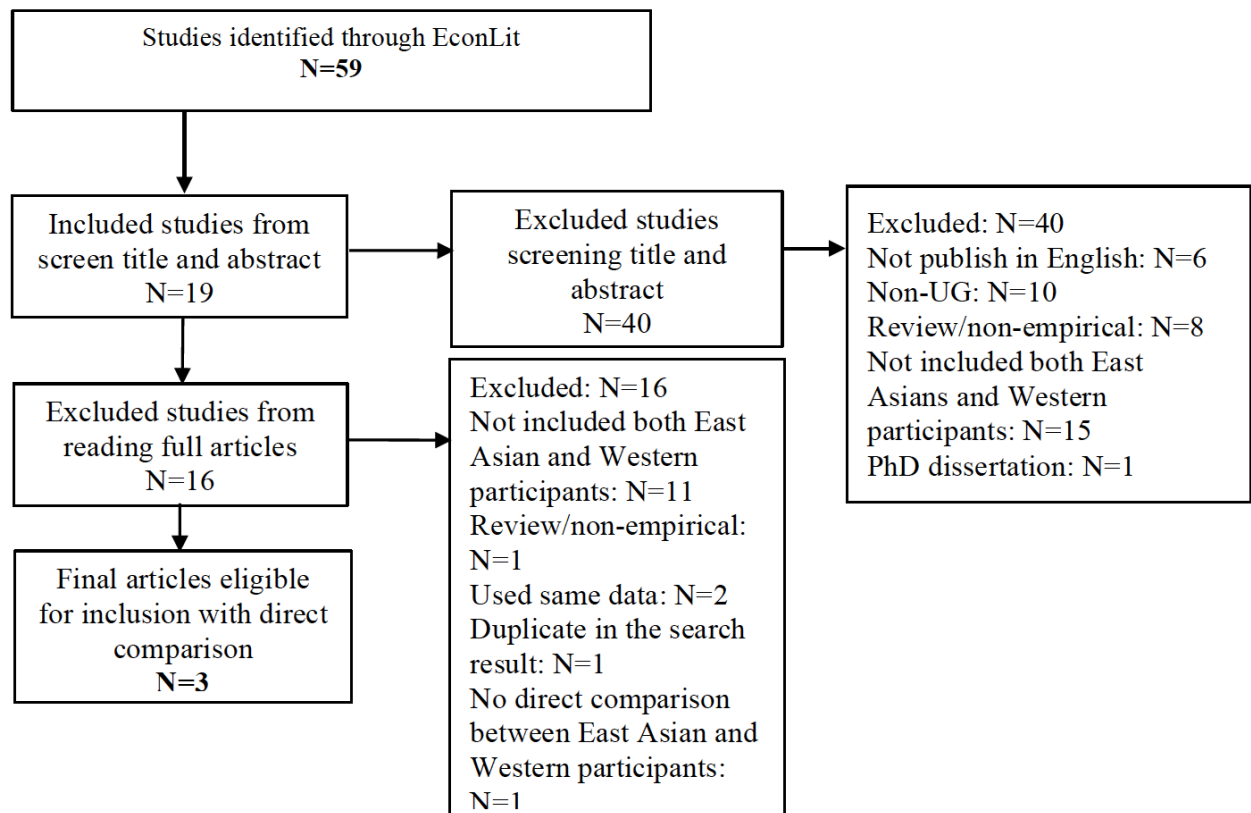 Studies identified through EconLit
N=59
Included studies from
screen title and abstract
N=19
Excluded studies
screening title and
abstract
N=40
Excluded: N=40
Not publish in English: N=6
Non-UG: N=10
Review/non-empirical: N=8
Not included both East
Asians and Western
participants: N=15
PhD dissertation: N=1
Excluded studies from
reading full articles
N=16
Excluded: N=16
Not included both East
Asian and Western
participants: N=11
Review/non-empirical:
N=1
Used same data: N=2
Duplicate in the search
result: N=1
No direct comparison
between East Asian and
Western participants:
N=1
Final articles eligible
for inclusion with direct
comparison
N=3